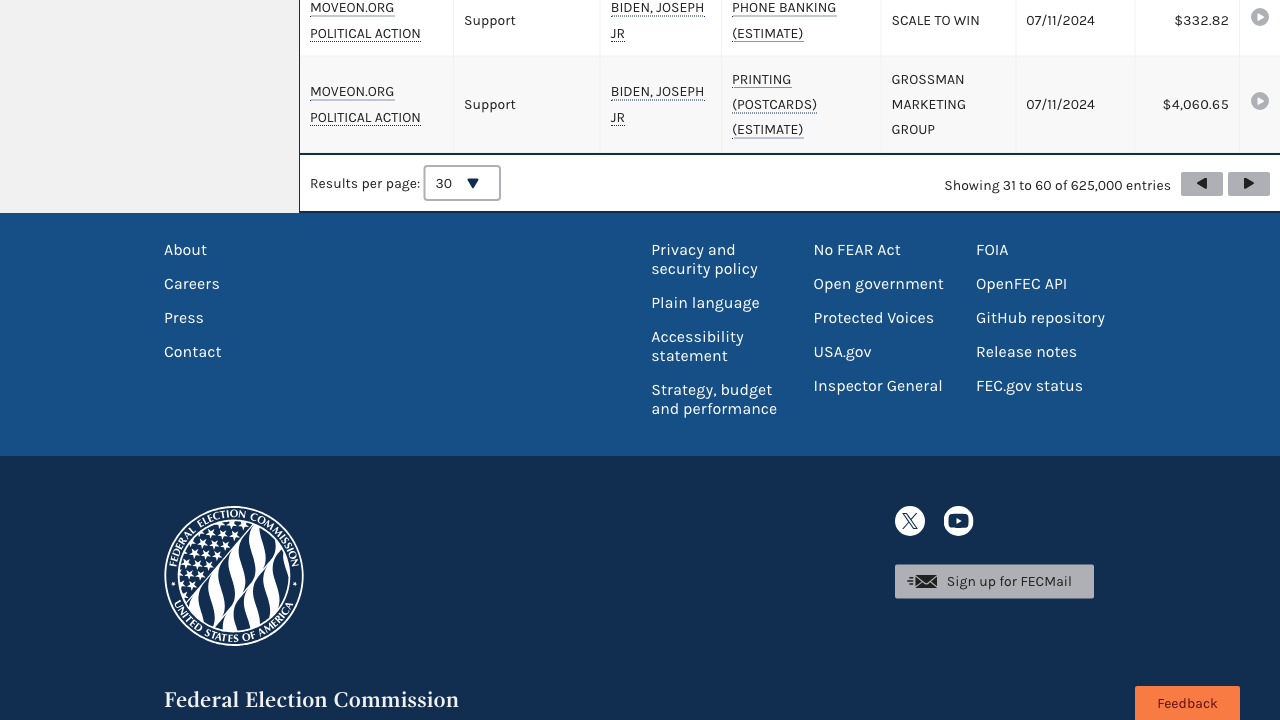 MOVEON.ORG
POLITICAL ACTION
Support
BIDEN, JOSEPH
JR
PHONE BANKING
(ESTIMATE)
SCALE TO WIN
07/11/2024
$332.82
MOVEON.ORG
POLITICAL ACTION
Support
BIDEN, JOSEPH
JR
PRINTING
(POSTCARDS)
(ESTIMATE)
GROSSMAN
MARKETING
GROUP
07/11/2024
$4,060.65
Results per page: 30
Showing 31 to 60 of 625,000 entries
About
Careers
Press
Contact
Privacy and
security policy
Plain language
Accessibility
statement
Strategy, budget
and performance
No FEAR Act
Open government
Protected Voices
USA.gov
Inspector General
FOIA
OpenFEC API
GitHub repository
Release notes
FEC.gov status
FEDERAL ELECTION COMMISSION
UNITED STATES OF AMERICA
Sign up for FECMail
Federal Election Commission
Feedback